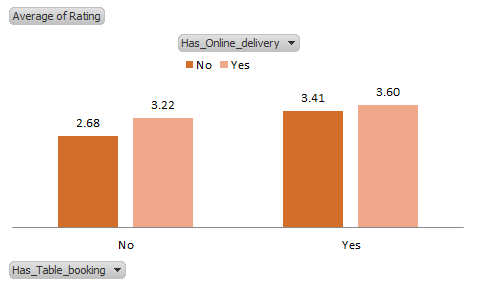 Average of Rating
Has_Online_delivery
No Yes
2.68 3.22 3.41 3.60
No Yes
Has_Table_booking